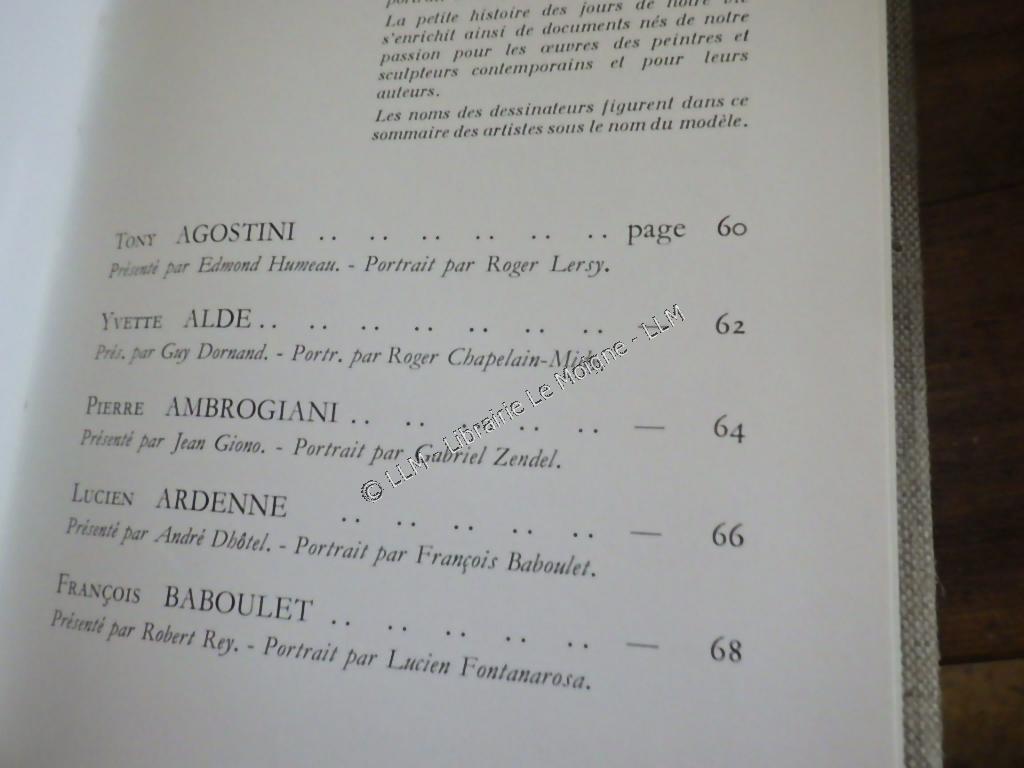 La petite histoire des jours de notre vie
s'enrichit ainsi de documents nés de notre
passion pour les œuvres des peintres et
sculpteurs contemporains et pour leurs
auteurs.
Les noms des dessinateurs figurent dans ce
sommaire des artistes sous le nom du modèle.
TONY AGOSTINI .. .. .. .. .. .. page 60
Présenté par Edmond Humeau. - Portrait par Roger Lersy.
YVETTE ALDE .. .. .. .. .. .. .. — 62
Prés. par Guy Dornand. - Portr. par Roger Chapelain-Midy.
PIERRE AMBROGIANI .. .. .. .. .. — 64
Présenté par Jean Giono. - Portrait par Gabriel Zendel.
LUCIEN ARDENNE .. .. .. .. .. — 66
Présenté par André Dhôtel. - Portrait par François Baboulet.
FRANÇOIS BABOULET .. .. .. .. .. — 68
Présenté par Robert Rey. - Portrait par Lucien Fontanarosa.
© LLM - Librairie Le Moigne - LLM